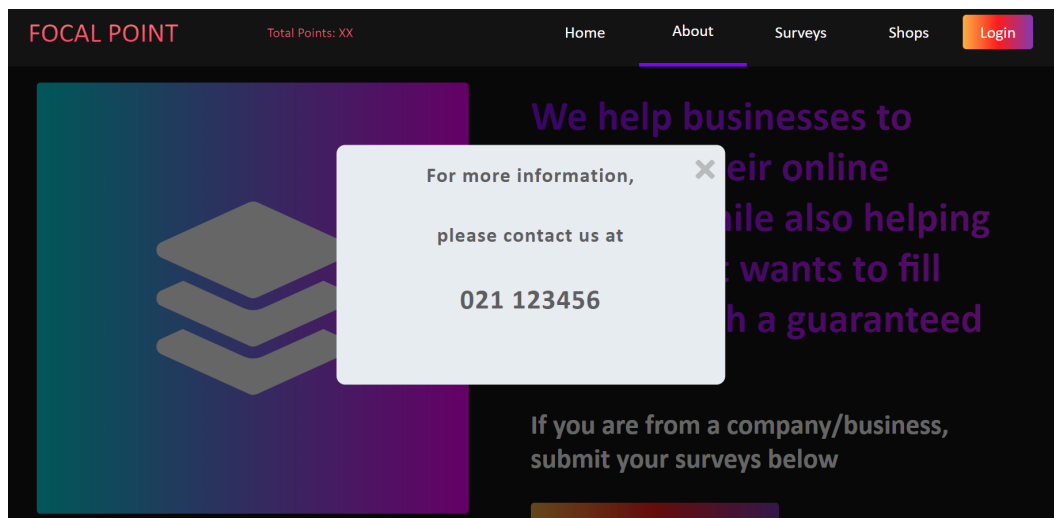 FOCAL POINT
Total Points: XX
Home
About
Surveys
Shops
Login
We help businesses to
eir online
also helping
wants to fill
a guaranteed
For more information,
please contact us at
021 123456
If you are from a company/business,
submit your surveys below